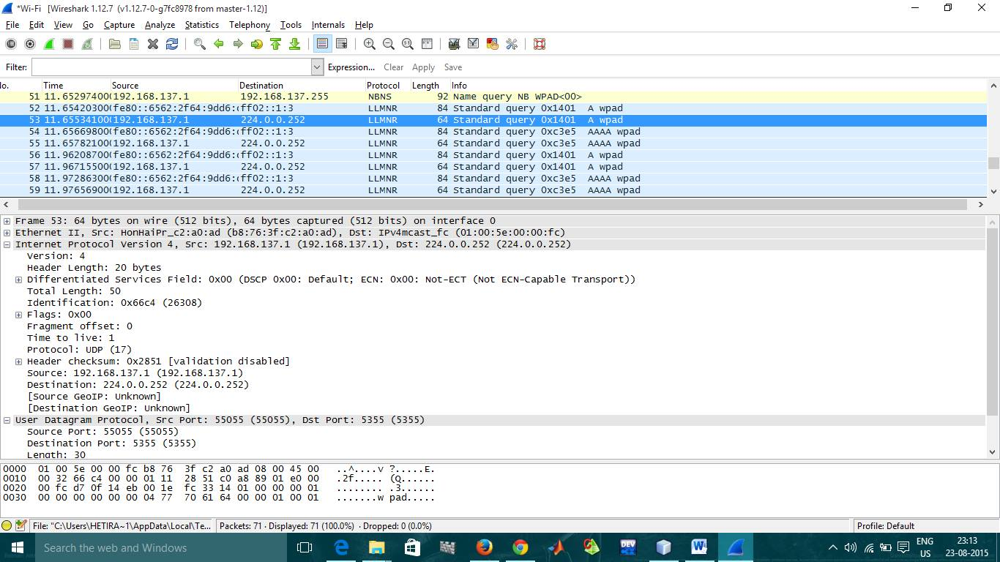 *Wi-Fi [Wireshark 1.12.7 (v1.12.7-0-g7fc8978 from master-1.12)]
File Edit View Go Capture Analyze Statistics Telephony Tools Internals Help
Filter: Expression... Clear Apply Save
lo. Time Source Destination Protocol Length Info
51 11.652974000 192.168.137.1 192.168.137.255 NBNS 92 Name query NB WPAD<00>
52 11.654203000 fe80::6562:2f64:9dd6: ff02::1:3 LLMNR 84 Standard query 0x1401 A wpad
53 11.655341000 192.168.137.1 224.0.0.252 LLMNR 64 Standard query 0x1401 A wpad
54 11.656698000 fe80::6562:2f64:9dd6: ff02::1:3 LLMNR 84 Standard query 0xc3e5 AAAA wpad
55 11.657821000 192.168.137.1 224.0.0.252 LLMNR 64 Standard query 0xc3e5 AAAA wpad
56 11.962087000 fe80::6562:2f64:9dd6: ff02::1:3 LLMNR 84 Standard query 0x1401 A wpad
57 11.967155000 192.168.137.1 224.0.0.252 LLMNR 64 Standard query 0x1401 A wpad
58 11.972863000 fe80::6562:2f64:9dd6: ff02::1:3 LLMNR 84 Standard query 0xc3e5 AAAA wpad
59 11.976569000 192.168.137.1 224.0.0.252 LLMNR 64 Standard query 0xc3e5 AAAA wpad
Frame 53: 64 bytes on wire (512 bits), 64 bytes captured (512 bits) on interface 0
Ethernet II, Src: HonHaiPr_c2:a0:ad (b8:76:3f:c2:a0:ad), Dst: IPv4mcast_fc (01:00:5e:00:00:fc)
Internet Protocol Version 4, Src: 192.168.137.1 (192.168.137.1), Dst: 224.0.0.252 (224.0.0.252)
Version: 4
Header Length: 20 bytes
Differentiated Services Field: 0x00 (DSCP 0x00: Default; ECN: 0x00: Not-ECT (Not ECN-Capable Transport))
Total Length: 50
Identification: 0x66c4 (26308)
Flags: 0x00
Fragment offset: 0
Time to live: 1
Protocol: UDP (17)
Header checksum: 0x2851 [validation disabled]
Source: 192.168.137.1 (192.168.137.1)
Destination: 224.0.0.252 (224.0.0.252)
[Source GeoIP: Unknown]
[Destination GeoIP: Unknown]
User Datagram Protocol, Src Port: 55055 (55055), Dst Port: 5355 (5355)
Source Port: 55055 (55055)
Destination Port: 5355 (5355)
Length: 30
0000 01 00 5e 00 00 fc b8 76 3f c2 a0 ad 08 00 45 00 ..^....v ?.....E.
0010 00 32 66 c4 00 00 01 11 28 51 c0 a8 89 01 e0 00 .2f..... (Q......
0020 00 fc d7 0f 14 eb 00 1e fc 33 14 01 00 00 00 01 ........ .3......
0030 00 00 00 00 00 00 04 77 70 61 64 00 00 01 00 01 .......w pad.....
File: "C:\Users\HETIRA~1\AppData\Local\Te... Packets: 71 · Displayed: 71 (100.0%) · Dropped: 0 (0.0%) Profile: Default
Search the web and Windows
DEV
ENG
US
23:13
23-08-2015